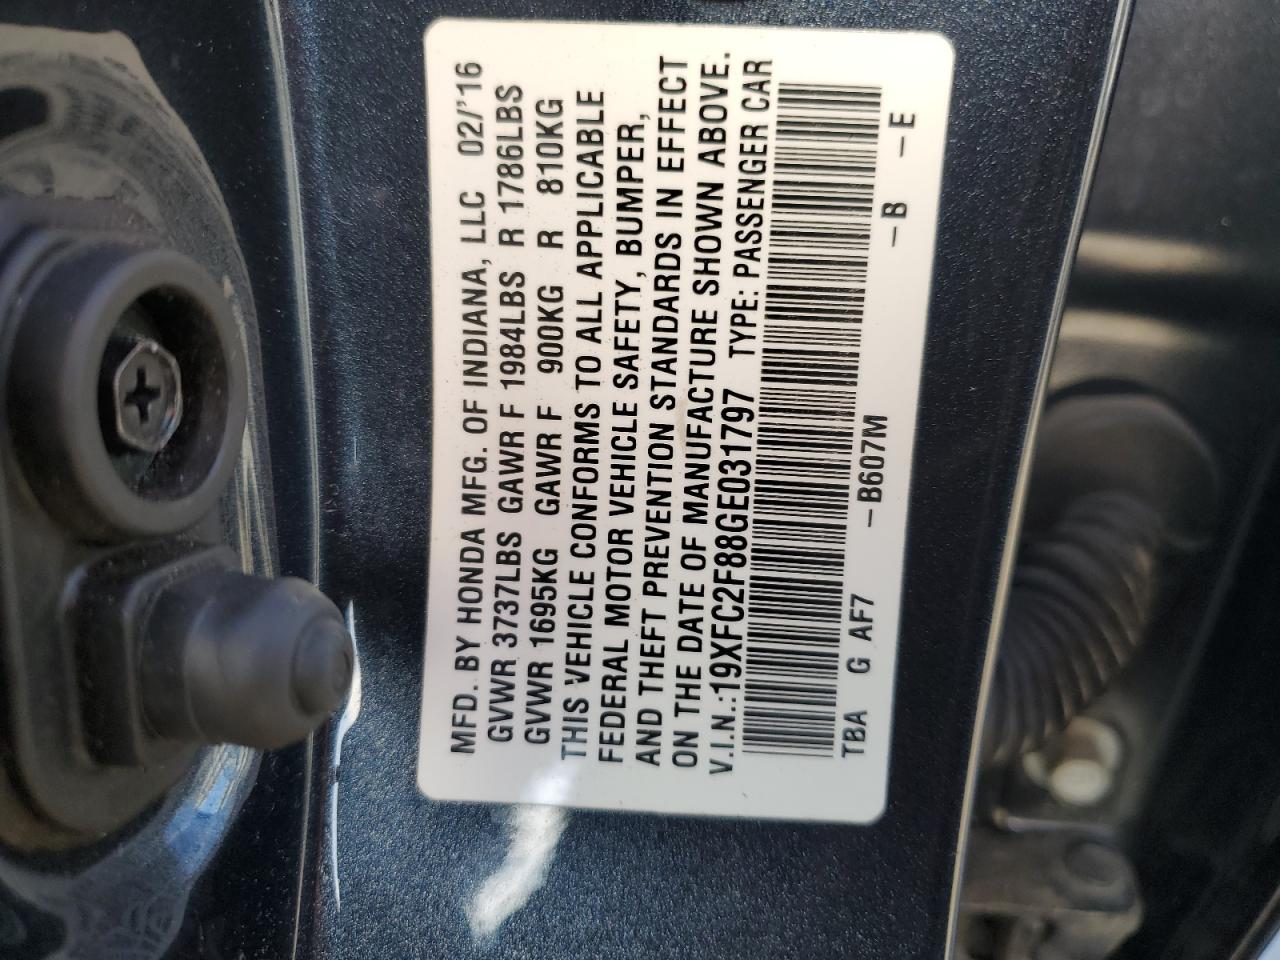 MFD. BY HONDA MFG. OF INDIANA, LLC 02/'16
GVWR 3737LBS GAWR F 1984LBS R 1786LBS
GVWR 1695KG GAWR F 900KG R 810KG
THIS VEHICLE CONFORMS TO ALL APPLICABLE
FEDERAL MOTOR VEHICLE SAFETY, BUMPER,
AND THEFT PREVENTION STANDARDS IN EFFECT
ON THE DATE OF MANUFACTURE SHOWN ABOVE.
V.I.N.:19XFC2F88GE031797 TYPE: PASSENGER CAR
TBA G AF7 –B607M –B –E